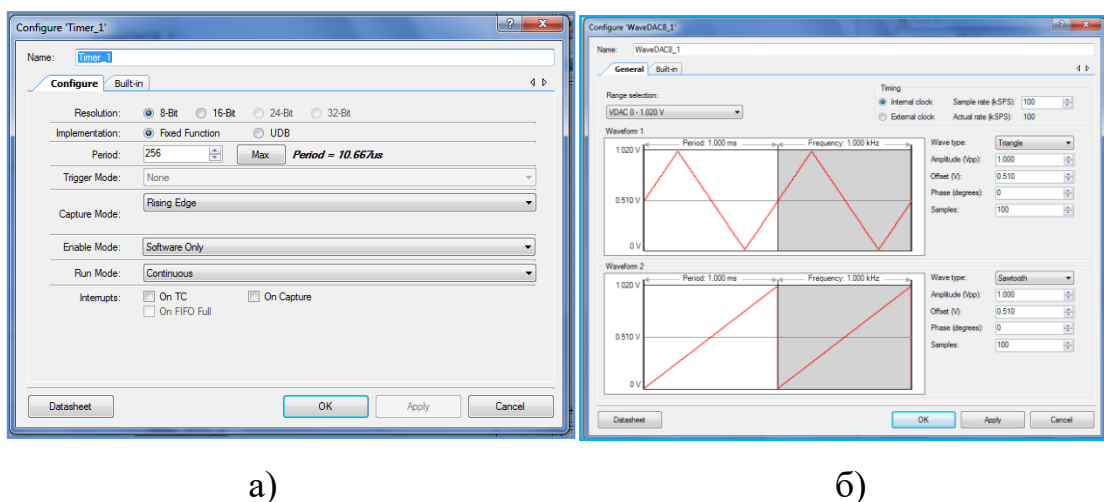 Configure 'Timer_1'
Name: Timer_1
Configure Built-in
Resolution: 8-Bit 16-Bit 24-Bit 32-Bit
Implementation: Fixed Function UDB
Period: 256 Max Period = 10.667us
Trigger Mode: None
Capture Mode: Rising Edge
Enable Mode: Software Only
Run Mode: Continuous
Interrupts: On TC On Capture
On FIFO Full
Datasheet OK Apply Cancel
а)
Configure 'WaveDAC8_1'
Name: WaveDAC8_1
General Built-in
Range selection:
VDAC 0 - 1.020 V
Timing
Internal clock Sample rate (kSPS): 100
External clock Actual rate (kSPS): 100
Waveform 1
Period: 1.000 ms Frequency: 1.000 kHz
1.020 V
0.510 V
0 V
Wave type: Triangle
Amplitude (Vpp): 1.000
Offset (V): 0.510
Phase (degrees): 0
Samples: 100
Waveform 2
Period: 1.000 ms Frequency: 1.000 kHz
1.020 V
0.510 V
0 V
Wave type: Sawtooth
Amplitude (Vpp): 1.000
Offset (V): 0.510
Phase (degrees): 0
Samples: 100
Datasheet OK Apply Cancel
б)